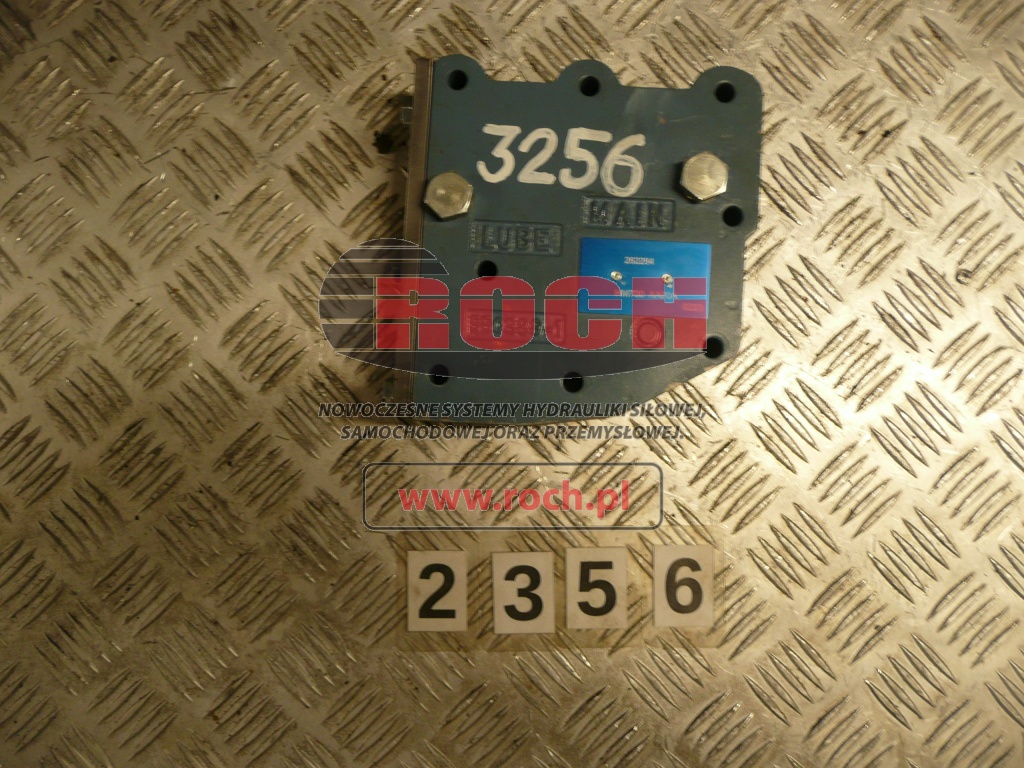 3256
MAIN
LUBE
ROCH
NOWOCZESNE SYSTEMY HYDRAULIKI SIŁOWEJ,
SAMOCHODOWEJ ORAZ PRZEMYSŁOWEJ...
www.roch.pl
2 3 5 6